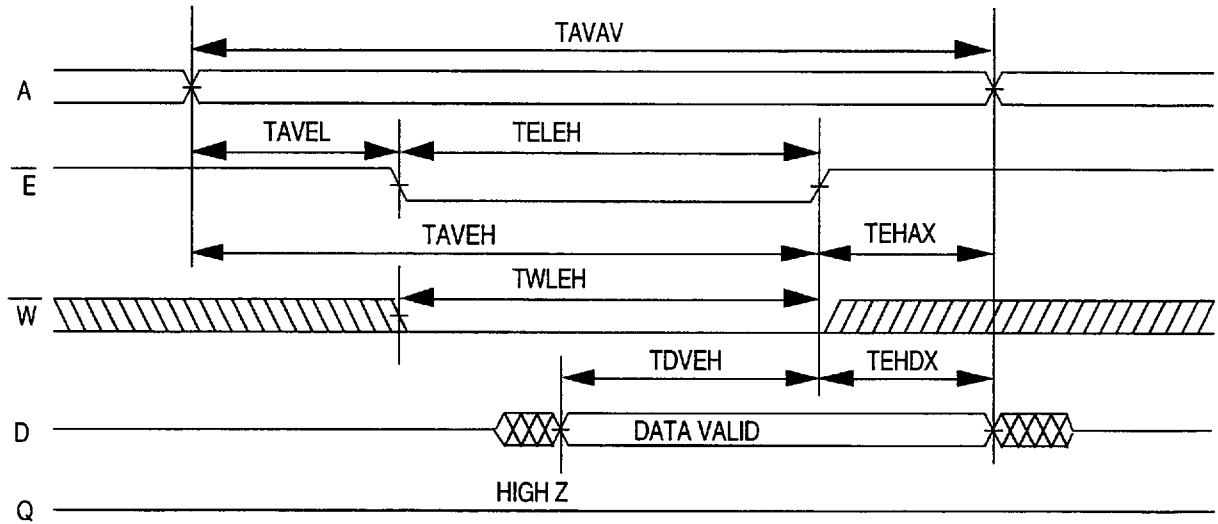 TAVAV
A
TAVEL TELEH
E
TAVEH TEHAX
TWLEH
W
TDVEH TEHDX
D DATA VALID
HIGH Z
Q